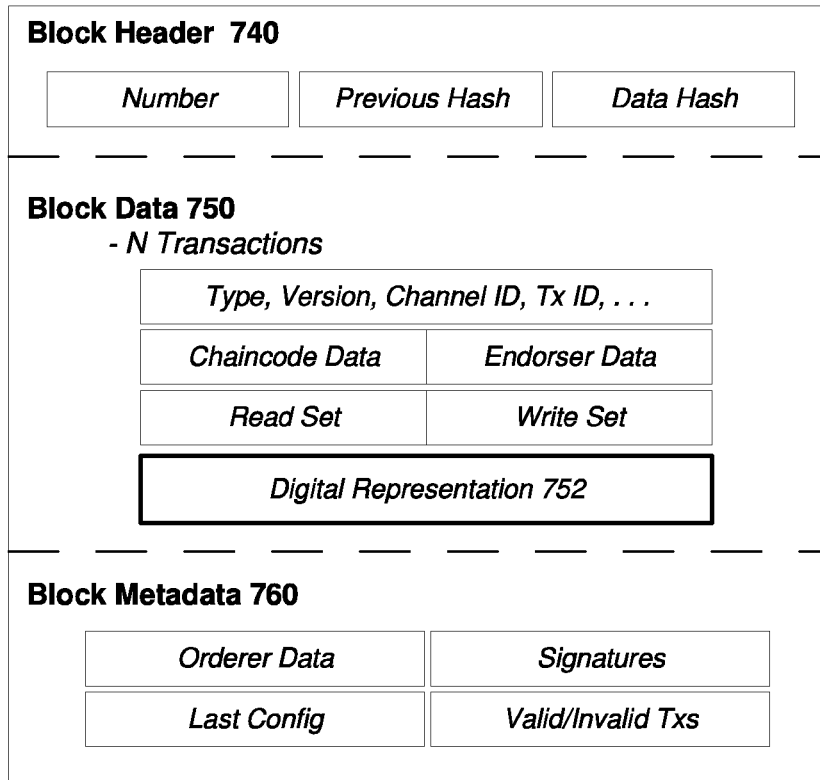 Block Header 740
Number Previous Hash Data Hash
Block Data 750
- N Transactions
Type, Version, Channel ID, Tx ID, . . .
Chaincode Data Endorser Data
Read Set Write Set
Digital Representation 752
Block Metadata 760
Orderer Data Signatures
Last Config Valid/Invalid Txs